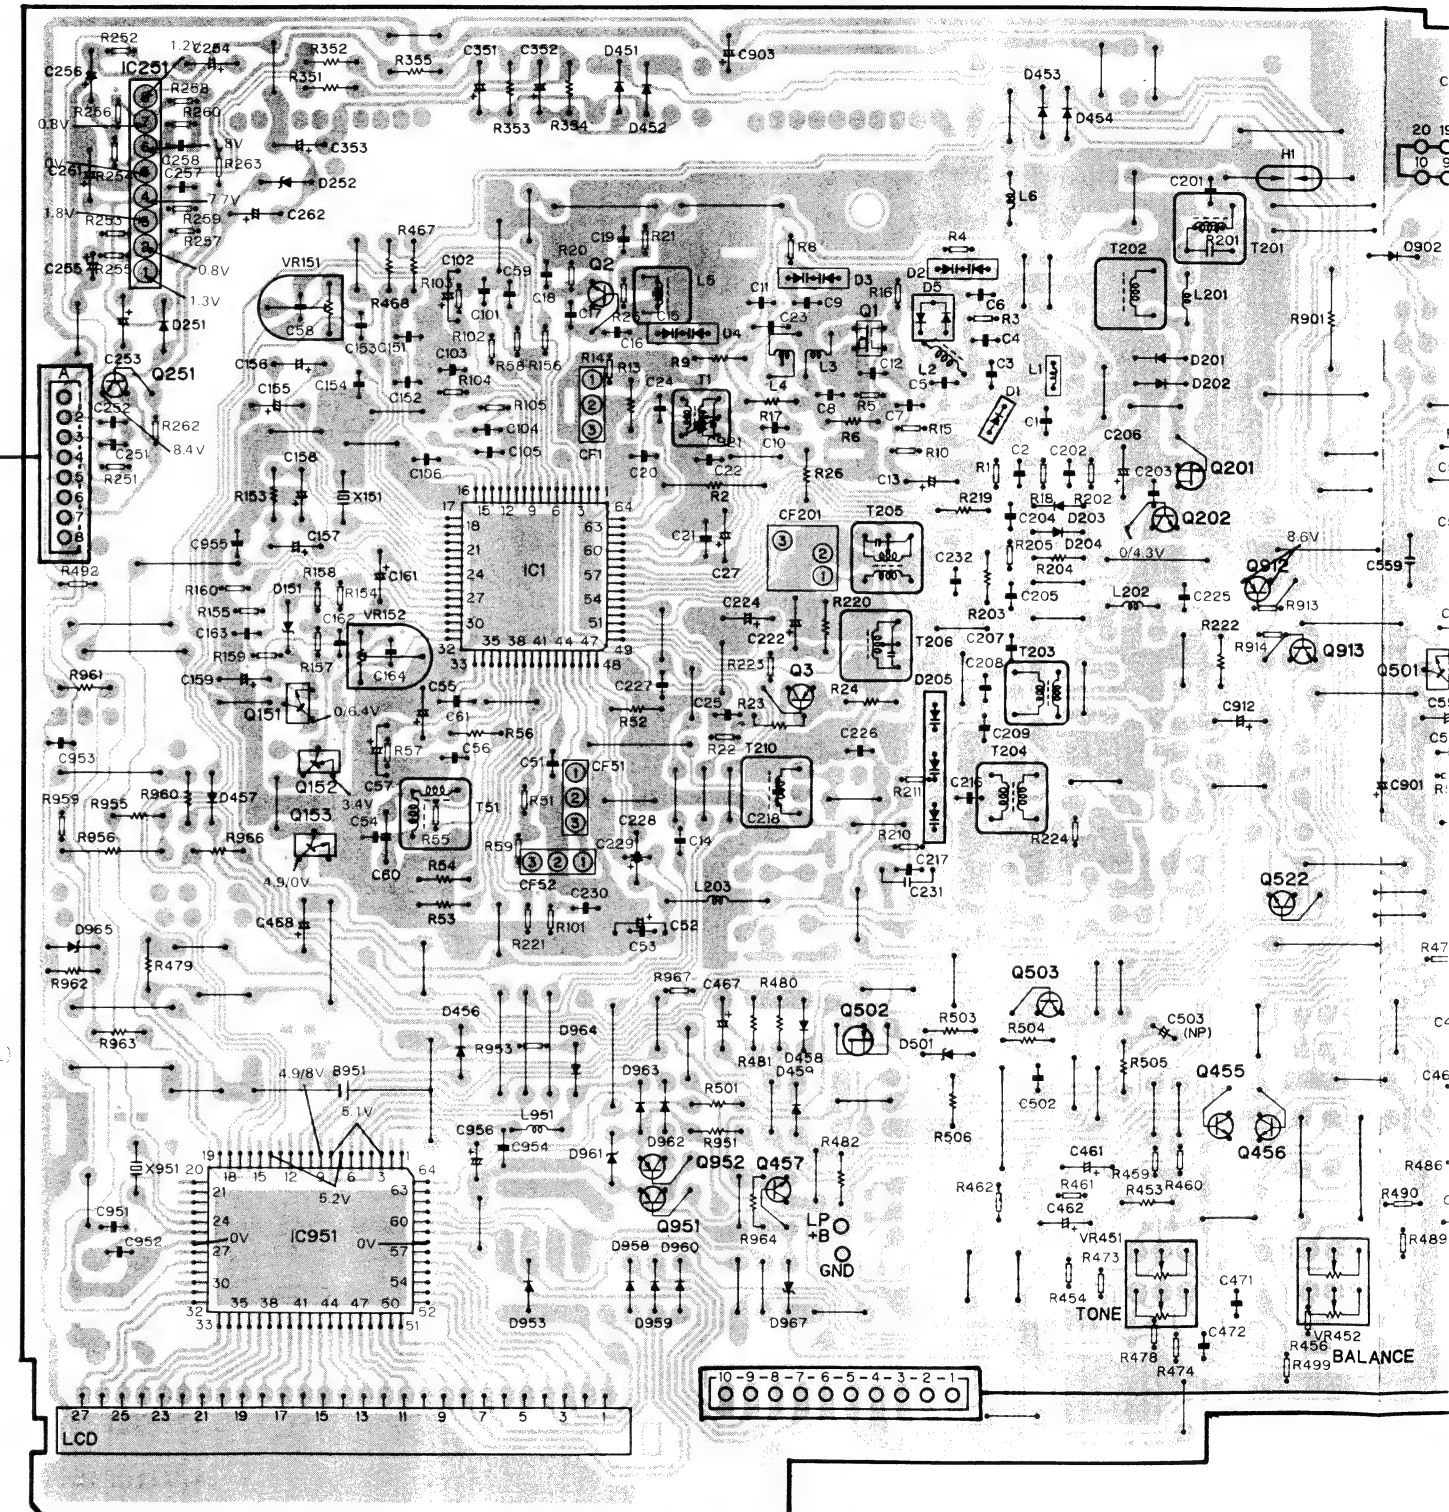 R252
1.2V
C254
R352
C351
C352
D451
C903
C256
IC251
R351
R355
D453
R258
R256
R260
R353
R354
D452
D454
20
19
0.8V
C353
10
9
C258
R263
H1
0V
C261
C257
D252
L6
C201
7.7V
1.8V
R253
R259
C262
R257
R467
C102
C59
R20
C19
R21
R8
R4
T202
R201
T201
R255
0.8V
VR151
R103
Q2
D3
D2
C255
C18
L5
R16
D5
C6
L201
1.3V
R468
C101
C17
C15
C11
C9
R3
R901
D251
C58
C153
C151
R102
C16
D4
C23
Q1
C4
C253
Q251
C156
C103
R58
R156
R14
R13
R9
C12
L2
C3
L1
D201
A
C155
C154
R104
C24
T1
L4
L3
C5
D202
C252
C152
1
R105
C8
R5
C7
D1
C1
R262
2
C104
R17
R15
C206
8.4V
C251
3
C105
C10
R6
R10
R251
C158
CF1
C20
C22
R1
C2
C202
C203
Q201
C106
R26
C13
R153
X151
R2
R219
R18
R202
16
15
12
9
6
3
64
CF201
T205
C204
D203
Q202
17
18
63
C955
C157
C21
C232
R205
D204
0/4.3V
8.6V
21
60
R204
Q912
C559
R492
IC1
C27
R158
C161
24
57
R160
D151
R154
R220
C205
L202
C225
R913
R155
VR152
27
54
C224
R203
R222
C163
C162
30
51
C222
T206
C207
R914
Q913
R159
R157
32
35
38
41
44
47
49
33
48
R223
Q3
C208
T203
Q501
C159
C164
C227
D205
R961
Q151
0/6.4V
C55
C61
R52
C25
R23
R24
C912
R57
R56
R22
C209
C953
C56
T210
C226
T204
Q152
C57
C51
CF51
C216
C901
R959
R955
R960
D457
3.4V
T51
R51
R211
Q153
C54
C228
C218
R956
R966
R55
R59
C229
C14
R210
R224
4.9/0V
C60
R54
CF52
C217
C231
Q522
R53
C230
L203
C468
R221
R101
C53
C52
D965
R479
R962
R967
C467
R480
Q503
Q502
D456
D964
R503
R504
C503
(NP)
R963
R953
R481
D458
D501
R505
4.9/8V
B951
D963
R501
D459
Q455
5.1V
C502
L951
R506
C956
C954
D962
R951
R482
C461
Q456
D961
Q952
Q457
R459
R460
R486
X951
5.2V
R462
R461
R453
R490
19
18
15
12
9
6
3
1
64
20
21
63
C951
24
60
Q951
LP
+B
C462
C952
0V
IC951
0V
R964
VR451
R489
27
57
D958
D960
GND
R473
30
54
R454
C471
32
33
35
38
41
44
47
50
52
51
D953
D959
D967
TONE
C472
VR452
R456
R478
R474
R499
BALANCE
10-9-8-7-6-5-4-3-2-1
27
25
23
21
19
17
15
13
11
9
7
5
3
1
LCD